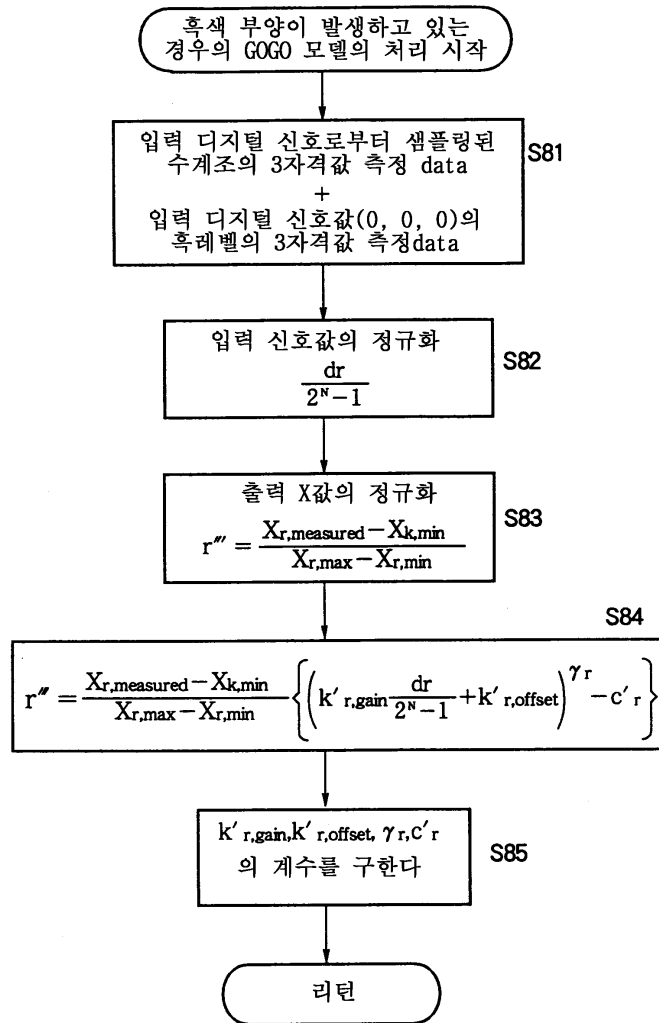 흑색 부양이 발생하고 있는
경우의 GOGO 모델의 처리 시작
입력 디지털 신호로부터 샘플링된
수계조의 3자격값 측정 data
+
입력 디지털 신호값(0, 0, 0)의
흑레벨의 3자격값 측정data
S81
입력 신호값의 정규화
dr / 2^N−1
S82
출력 X값의 정규화
r‴ = (Xr,measured−Xk,min) / (Xr,max−Xr,min)
S83
S84
r‴ = (Xr,measured−Xk,min) / (Xr,max−Xr,min) {(k′r,gain dr / 2^N−1 +k′r,offset)^γr −c′r}
k′r,gain,k′r,offset, γr,c′r
의 계수를 구한다
S85
리턴